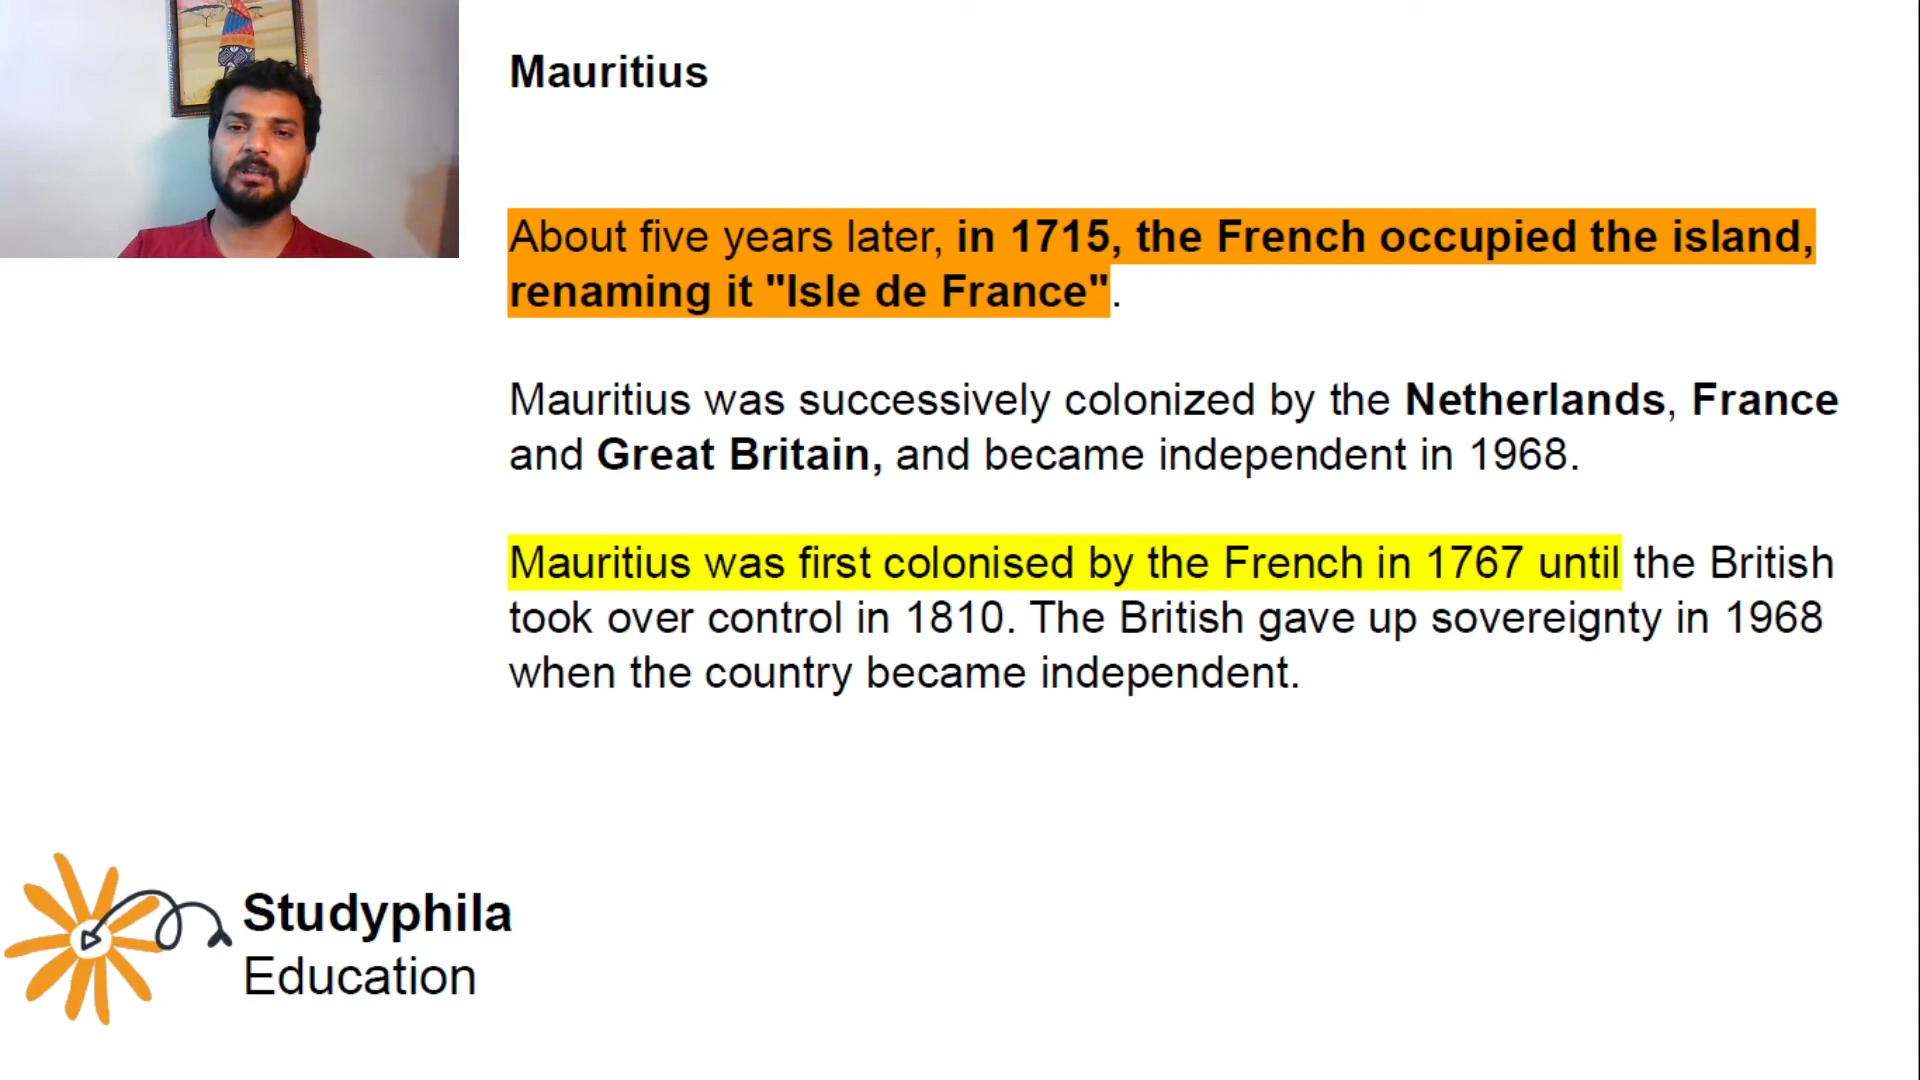 Mauritius
About five years later, in 1715, the French occupied the island,
renaming it "Isle de France".
Mauritius was successively colonized by the Netherlands, France
and Great Britain, and became independent in 1968.
Mauritius was first colonised by the French in 1767 until the British
took over control in 1810. The British gave up sovereignty in 1968
when the country became independent.
Studyphila
Education